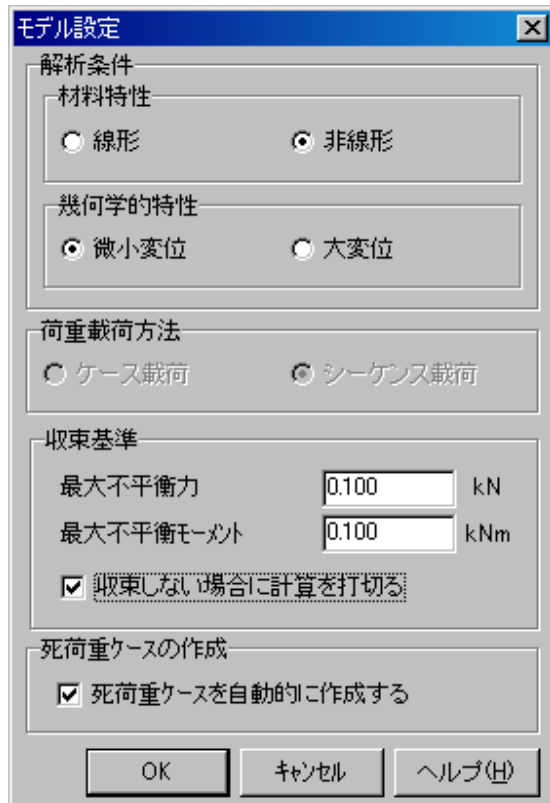 モデル設定
解析条件
材料特性
線形 非線形
幾何学的特性
微小変位 大変位
荷重載荷方法
ケース載荷 シーケンス載荷
収束基準
最大不平衡力 0.100 kN
最大不平衡ﾓｰﾒﾝﾄ 0.100 kNm
収束しない場合に計算を打切る
死荷重ｹｰｽの作成
死荷重ｹｰｽを自動的に作成する
OK ｷｬﾝｾﾙ ヘルプ(H)